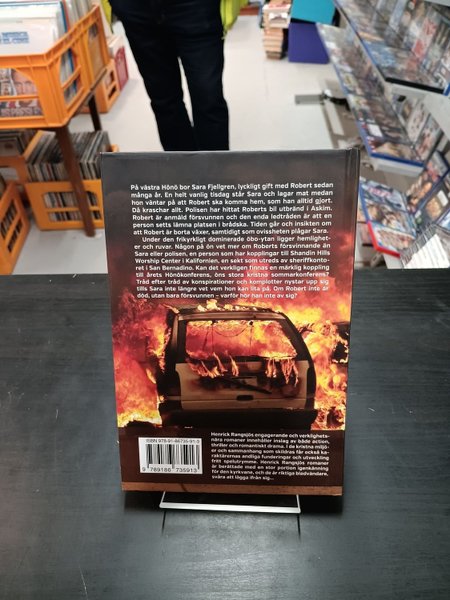 På västra Hönö bor Sara Fjellgren, lyckligt gift med Robert sedan
många år. En helt vanlig tisdag står Sara och lagar mat medan
hon väntar på att Robert ska komma hem, som han alltid gjort.
Då kraschar allt. Polisen har hittat Roberts bil utbränd i Askim.
Robert är anmäld försvunnen och den enda ledtråden är att en
person setts lämna platsen i brådska. Tiden går och insikten om
att Robert är borta växer, samtidigt som ovissheten plågar Sara.
Under den frikyrkligt dominerade öbo-ytan ligger hemlighet-
er och ruvar. Någon på ön vet mer om Roberts försvinnande än
Sara eller polisen, en person som har kopplingar till Shandin Hills
Worship Center i Kalifornien, en sekt som utreds av sheriffkonto-
ret i San Bernadino. Kan det verkligen finnas en märklig koppling
till årets Hönökonferens, öns stora kristna sommarkonferens?
Tråd efter tråd av konspirationer och komplotter nystar upp sig
tills Sara inte längre vet vem hon kan lita på. Om Robert inte är
död, utan bara försvunnen – varför hör han inte av sig?
Henrick Rangsjös engagerande och verklighets-
nära romaner innehåller inslag av både action,
thriller och romantiskt drama. I de kristna miljö-
er och sammanhang som skildras får också ka-
raktärernas andliga funderingar och utveckling
fritt spelutrymme. Henrick Rangsjös romaner
är berättade med en stor portion igenkänning
för den kyrkvane, och de är riktiga bladvändare,
svåra att lägga ifrån sig...
ISBN 978-91-86735-91-3
9 789186 735913